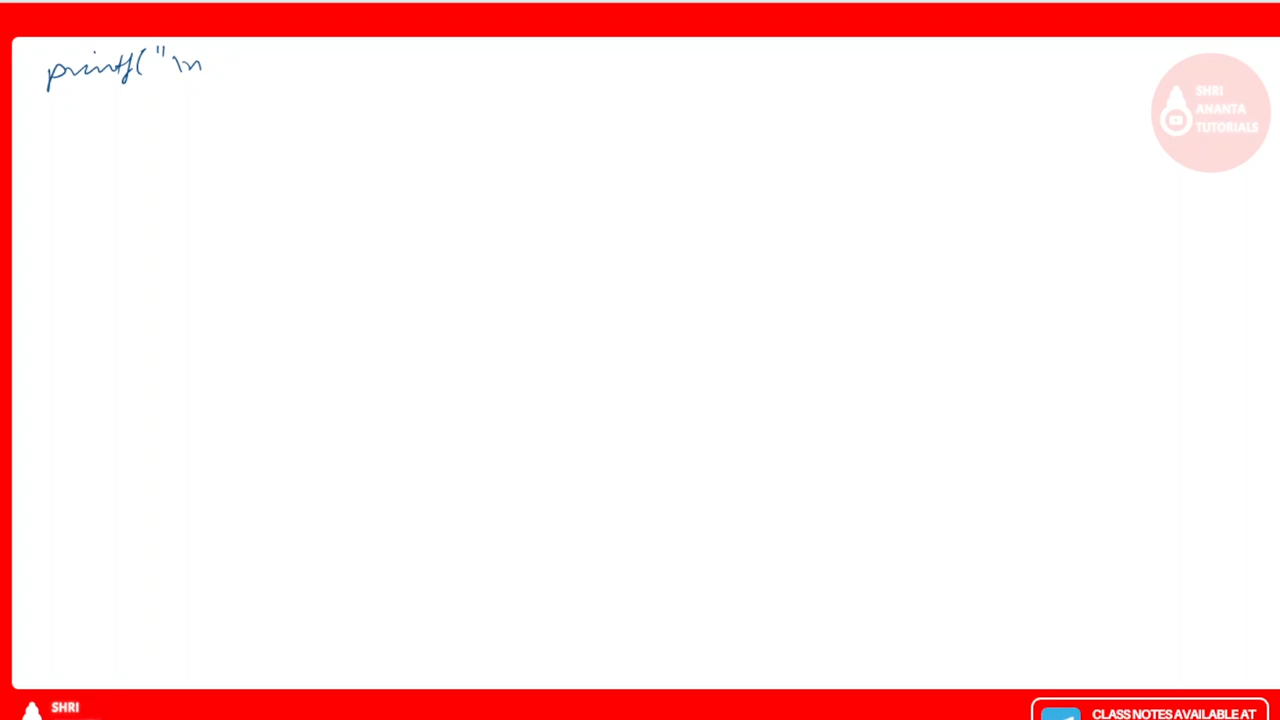 printf("\n
SHRI
ANANTA
TUTORIALS
SHRI
CLASS NOTES AVAILABLE AT